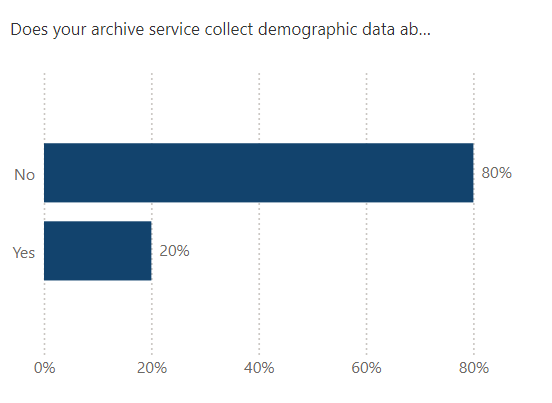 Does your archive service collect demographic data ab...
No
80%
Yes
20%
0%
20%
40%
60%
80%